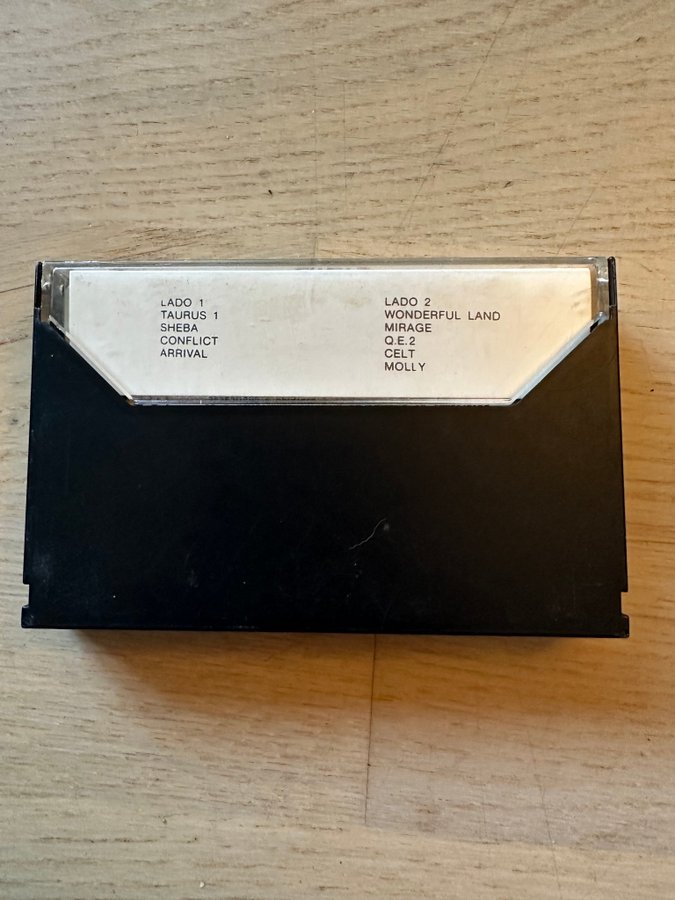 LADO 1
TAURUS 1
SHEBA
CONFLICT
ARRIVAL
LADO 2
WONDERFUL LAND
MIRAGE
Q.E.2
CELT
MOLLY